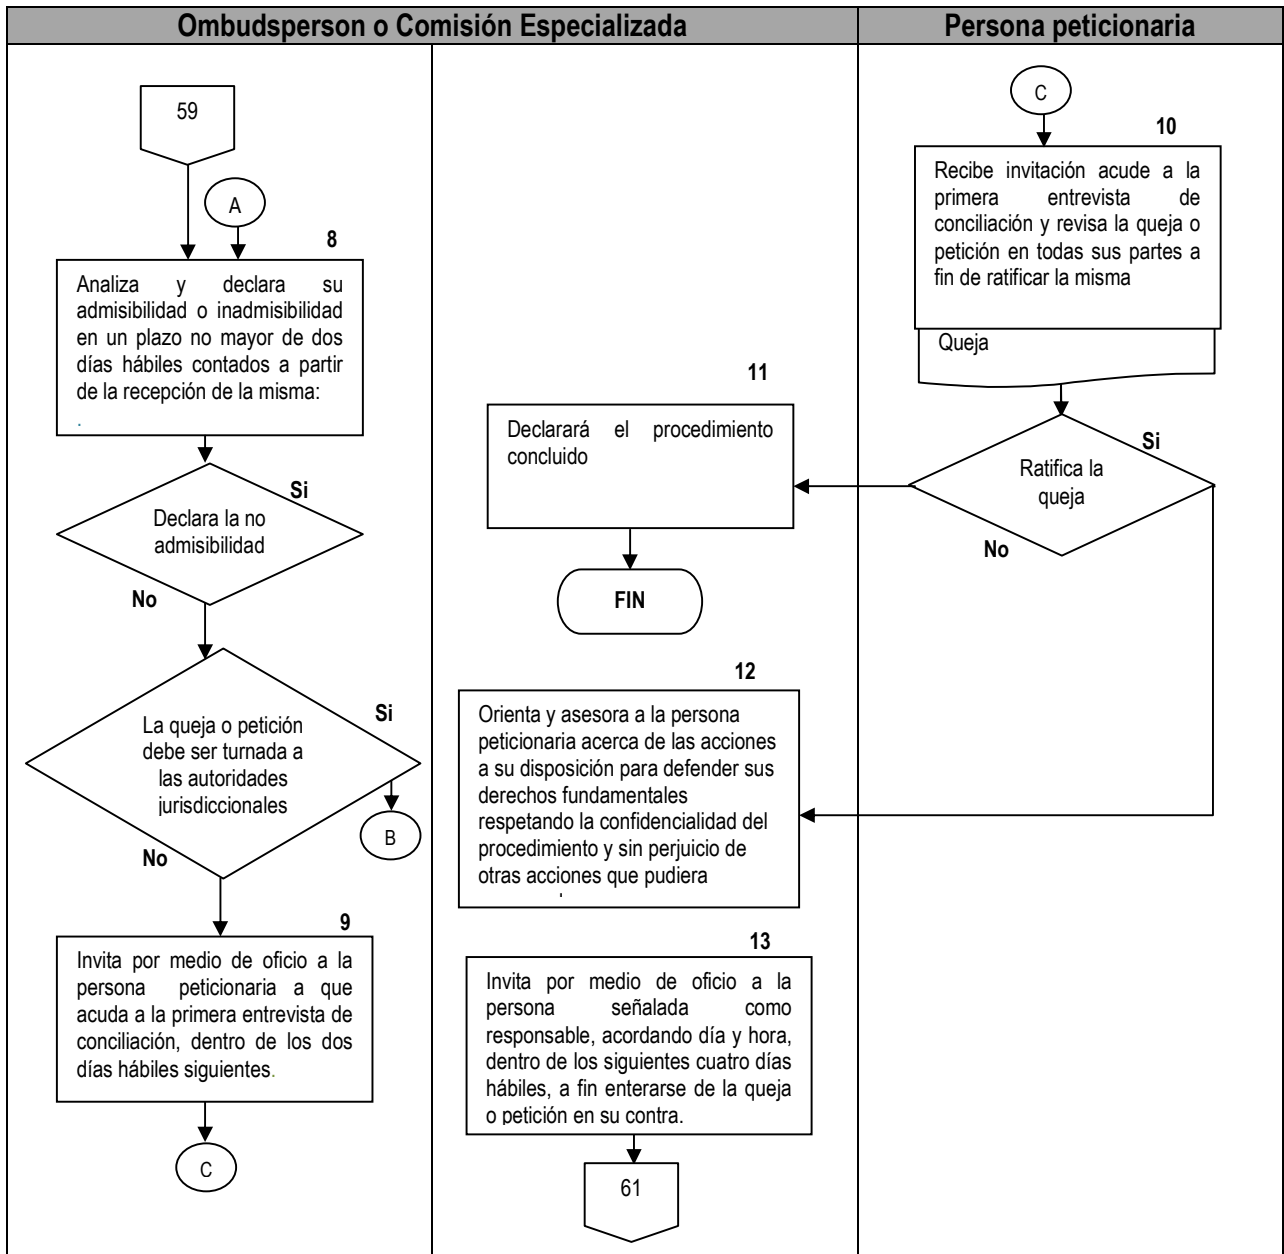 Ombudsperson o Comisión Especializada
Persona peticionaria
59
A
8
Analiza y declara su
admisibilidad o inadmisibilidad
en un plazo no mayor de dos
días hábiles contados a partir
de la recepción de la misma:
.
Si
Declara la no
admisibilidad
No
Si
La queja o petición
debe ser turnada a
las autoridades
jurisdiccionales
B
No
9
Invita por medio de oficio a la
persona peticionaria a que
acuda a la primera entrevista de
conciliación, dentro de los dos
días hábiles siguientes.
C
11
Declarará el procedimiento
concluido
FIN
12
Orienta y asesora a la persona
peticionaria acerca de las acciones
a su disposición para defender sus
derechos fundamentales
respetando la confidencialidad del
procedimiento y sin perjuicio de
otras acciones que pudiera
13
Invita por medio de oficio a la
persona señalada como
responsable, acordando día y hora,
dentro de los siguientes cuatro días
hábiles, a fin enterarse de la queja
o petición en su contra.
61
C
10
Recibe invitación acude a la
primera entrevista de
conciliación y revisa la queja o
petición en todas sus partes a
fin de ratificar la misma
Queja
Si
Ratifica la
queja
No